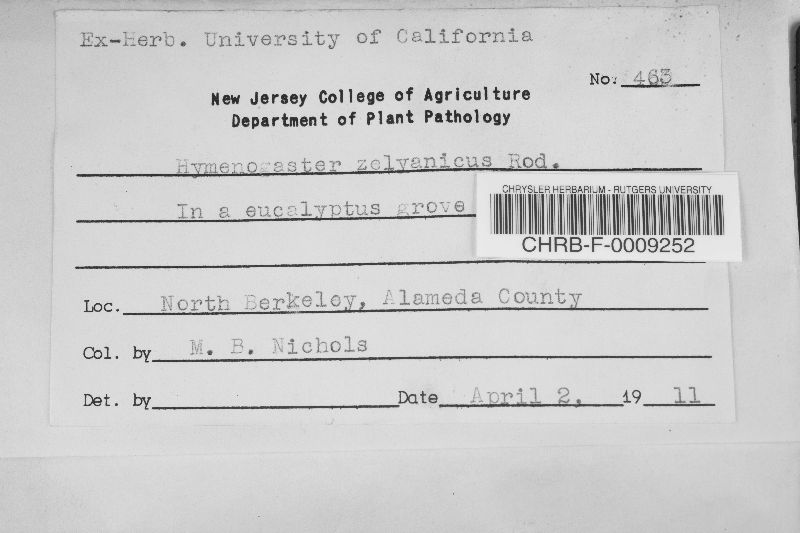 Ex-Herb. University of California
No. 463
New Jersey College of Agriculture
Department of Plant Pathology
Hymenogaster zelyanicus Rod.
In a eucalyptus grove
CHRYSLER HERBARIUM - RUTGERS UNIVERSITY
CHRB-F-0009252
Loc. North Berkeley, Alameda County
Col. by M. B. Nichols
Det. by Date April 2, 19 11